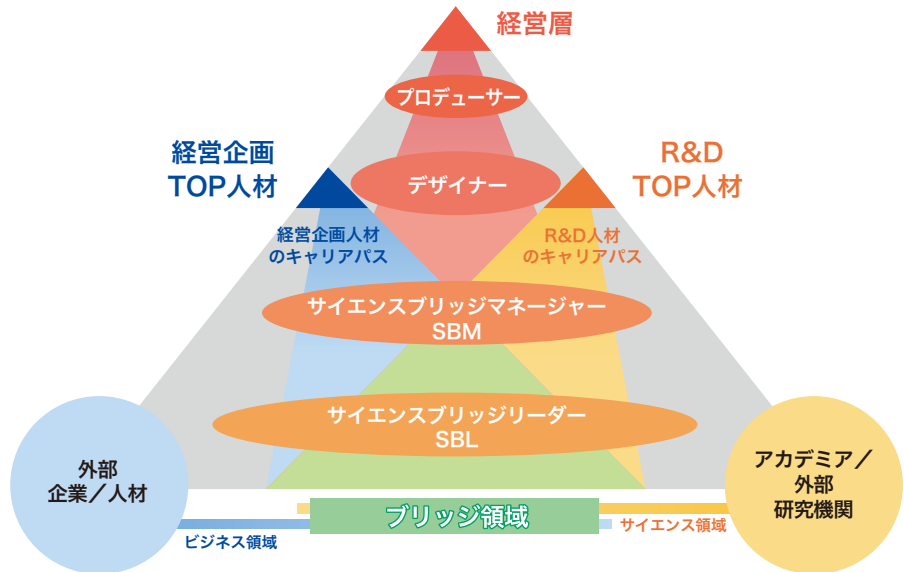 経営層
プロデューサー
経営企画
TOP人材
R&D
TOP人材
デザイナー
経営企画人材
のキャリアパス
R&D人材
のキャリアパス
サイエンスブリッジマネージャー
SBM
サイエンスブリッジリーダー
SBL
外部
企業／人材
アカデミア／
外部
研究機関
ブリッジ領域
ビジネス領域
サイエンス領域